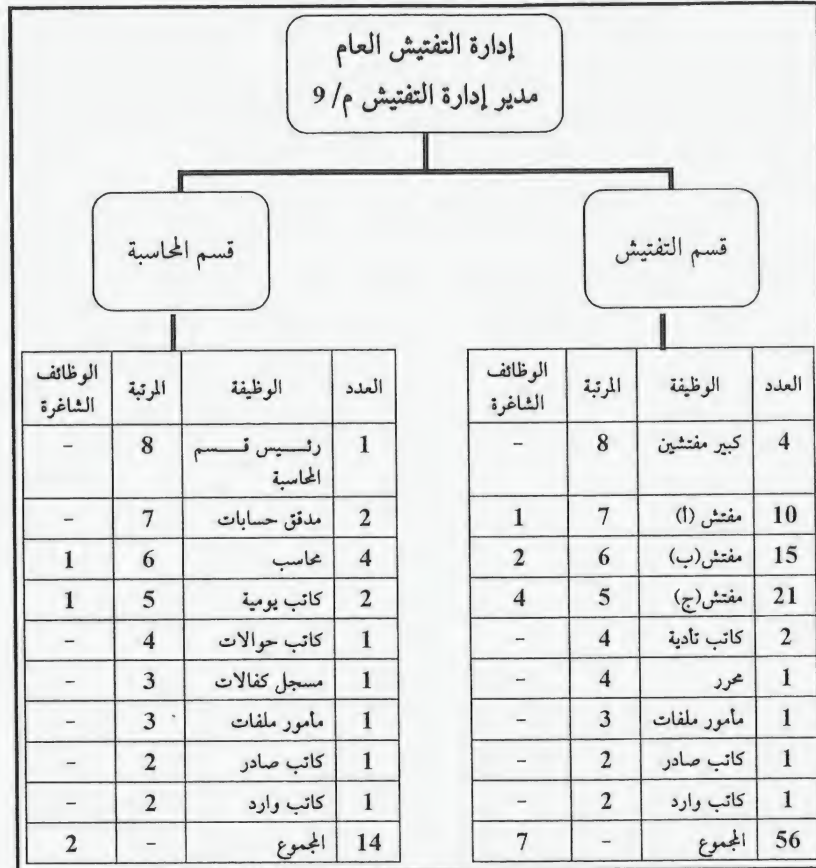 إدارة التفتيش العام
مدير إدارة التفتيش م/9
قسم التفتيش
قسم المحاسبة
العدد الوظيفة المرتبة الوظائف الشاغرة
4 كبير مفتشين 8 -
10 مفتش (أ) 7 1
15 مفتش(ب) 6 2
21 مفتش(ج) 5 4
2 كاتب تأدية 4 -
1 محرر 4 -
1 مأمور ملفات 3 -
1 كاتب صادر 2 -
1 كاتب وارد 2 -
56 المجموع - 7
العدد الوظيفة المرتبة الوظائف الشاغرة
1 رئــــيس قــــســـم المحاسبة 8 -
2 مدقق حسابات 7 -
4 محاسب 6 1
2 كاتب يومية 5 1
1 كاتب حوالات 4 -
1 مسجل كفالات 3 -
1 مأمور ملفات 3 -
1 كاتب صادر 2 -
1 كاتب وارد 2 -
14 المجموع - 2